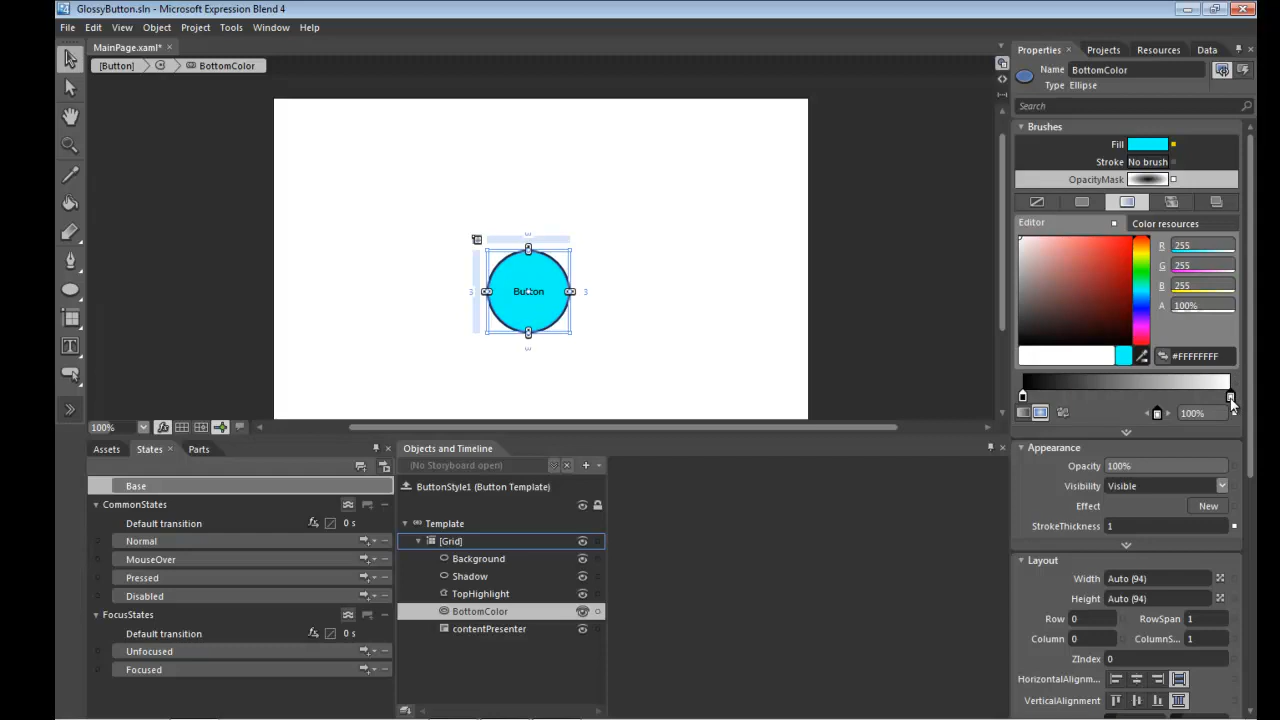 GlossyButton.sln - Microsoft Expression Blend 4
File Edit View Object Project Tools Window Help
MainPage.xaml* ×
[Button] BottomColor
Button
3 3
100%
Assets States × Parts
Base
CommonStates
Default transition fx 0 s
Normal
MouseOver
Pressed
Disabled
FocusStates
Default transition fx 0 s
Unfocused
Focused
Objects and Timeline
(No Storyboard open)
ButtonStyle1 (Button Template)
Template
[Grid]
Background
Shadow
TopHighlight
BottomColor
contentPresenter
Properties × Projects Resources Data
Name BottomColor
Type Ellipse
Search
Brushes
Fill
Stroke No brush
OpacityMask
Editor Color resources
R 255
G 255
B 255
A 100%
#FFFFFFFF
100%
Appearance
Opacity 100%
Visibility Visible
Effect New
StrokeThickness 1
Layout
Width Auto (94)
Height Auto (94)
Row 0 RowSpan 1
Column 0 ColumnS... 1
ZIndex 0
HorizontalAlignm...
VerticalAlignment